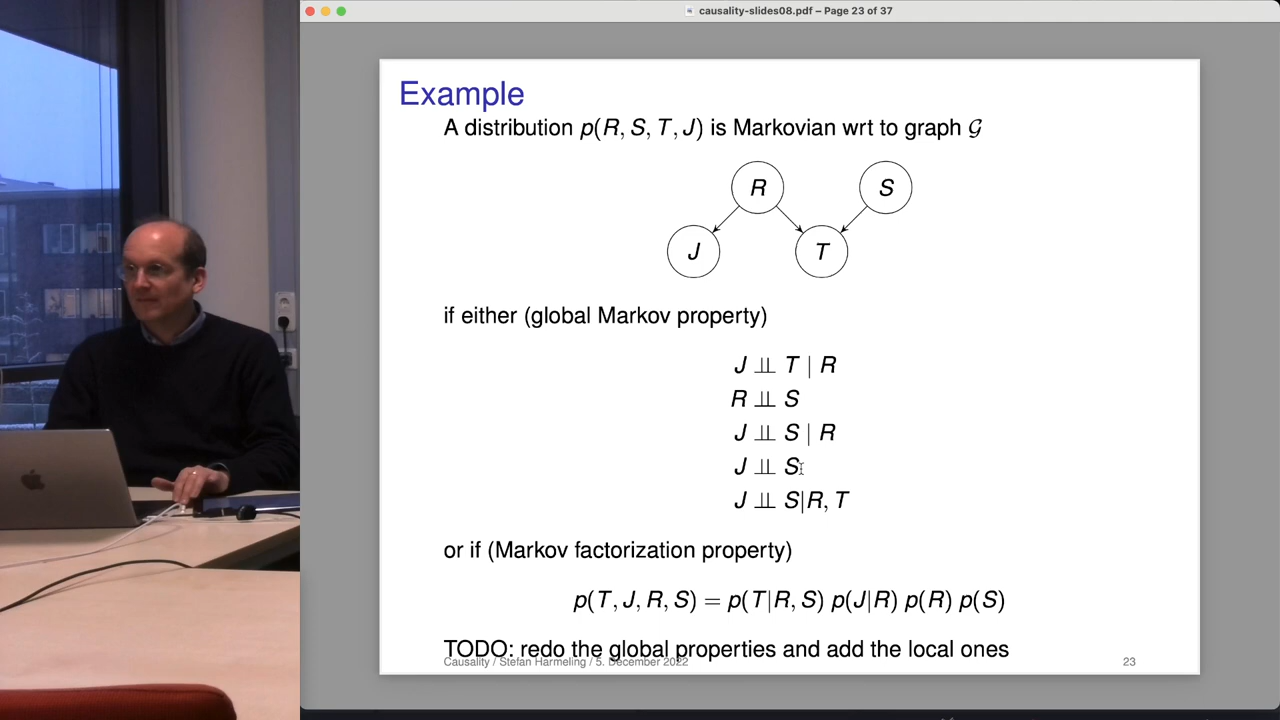 causality-slides08.pdf – Page 23 of 37
Example
A distribution p(R, S, T, J) is Markovian wrt to graph 𝒢
R
S
J
T
if either (global Markov property)
J ⫫ T | R
R ⫫ S
J ⫫ S | R
J ⫫ S
J ⫫ S|R, T
or if (Markov factorization property)
p(T, J, R, S) = p(T|R, S) p(J|R) p(R) p(S)
TODO: redo the global properties and add the local ones
Causality / Stefan Harmeling / 5. December 2022
23